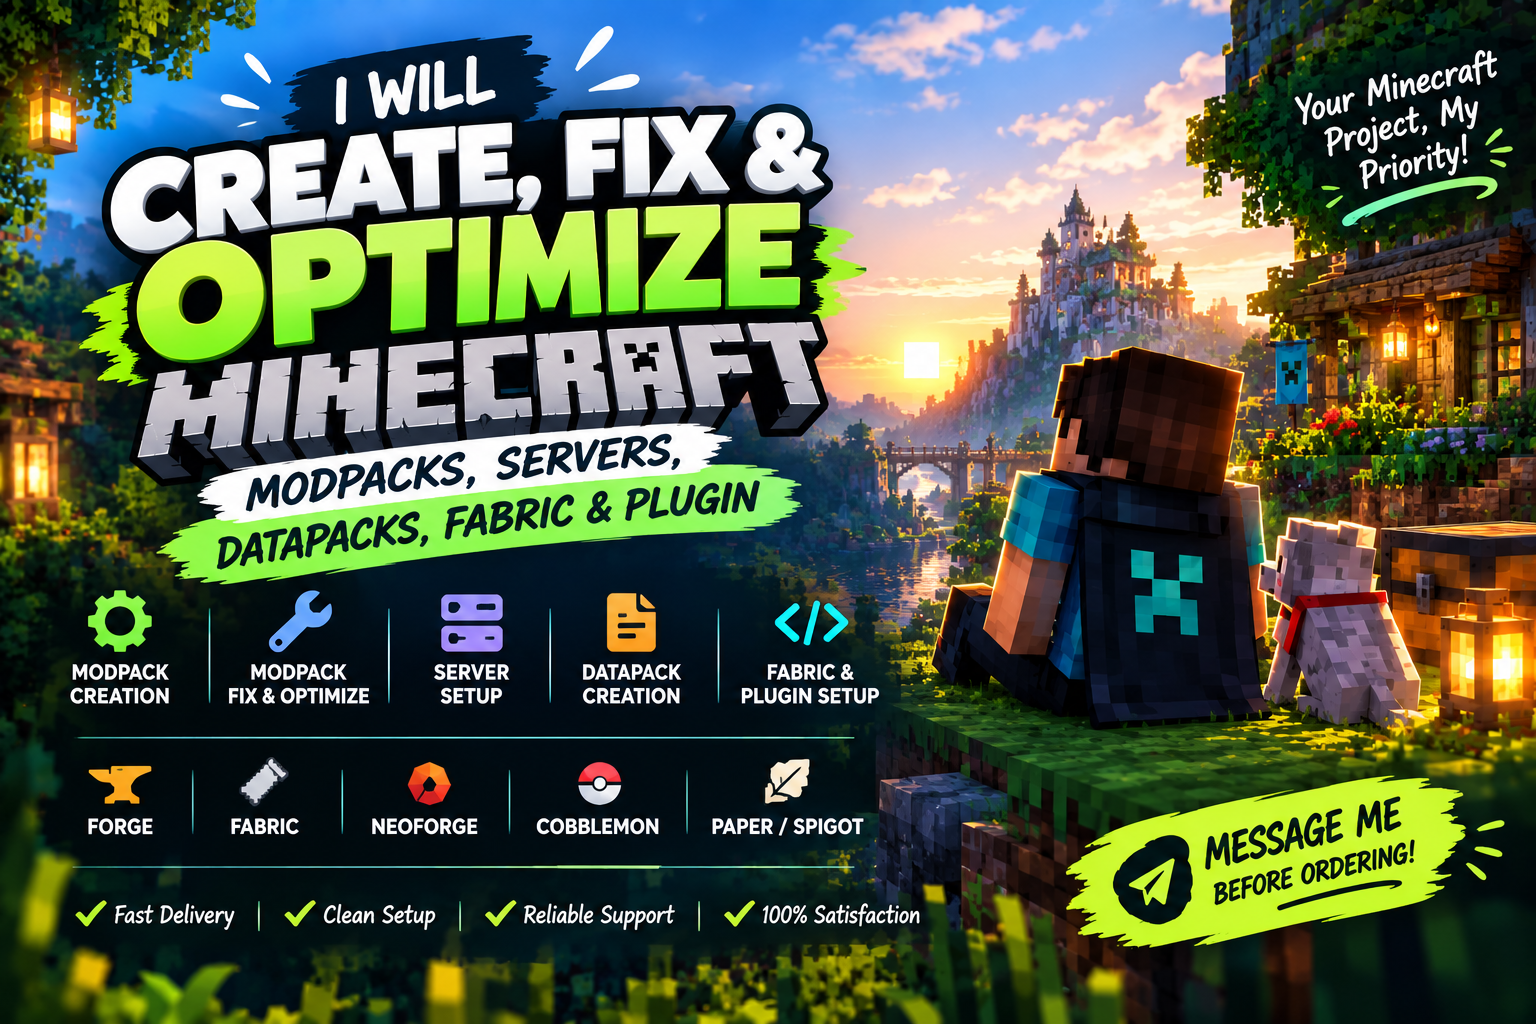 I WILL
CREATE, FIX &
OPTIMIZE
MINECRAFT
MODPACKS, SERVERS,
DATAPACKS, FABRIC & PLUGIN
MODPACK
CREATION
MODPACK
FIX & OPTIMIZE
SERVER
SETUP
DATAPACK
CREATION
FABRIC &
PLUGIN SETUP
FORGE
FABRIC
NEOFORGE
COBBLEMON
PAPER / SPIGOT
Fast Delivery
Clean Setup
Reliable Support
100% Satisfaction
Your Minecraft
Project, My
Priority!
MESSAGE ME
BEFORE ORDERING!